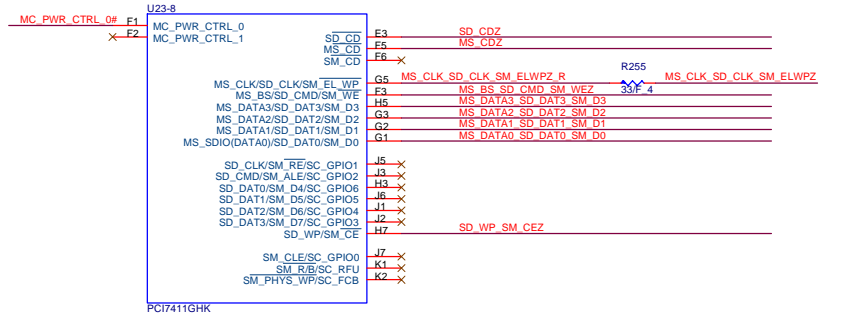 U23-8
MC_PWR_CTRL_0# F1 MC_PWR_CTRL_0
F2 MC_PWR_CTRL_1
SD_CD E3 SD_CDZ
MS_CD F5 MS_CDZ
SM_CD F6
R255
MS_CLK/SD_CLK/SM_EL_WP G5 MS_CLK_SD_CLK_SM_ELWPZ_R MS_CLK_SD_CLK_SM_ELWPZ
33/F_4
MS_BS/SD_CMD/SM_WE F3 MS_BS_SD_CMD_SM_WEZ
MS_DATA3/SD_DAT3/SM_D3 H5 MS_DATA3_SD_DAT3_SM_D3
MS_DATA2/SD_DAT2/SM_D2 G3 MS_DATA2_SD_DAT2_SM_D2
MS_DATA1/SD_DAT1/SM_D1 G2 MS_DATA1_SD_DAT1_SM_D1
MS_SDIO(DATA0)/SD_DAT0/SM_D0 G1 MS_DATA0_SD_DAT0_SM_D0
SD_CLK/SM_RE/SC_GPIO1 J5
SD_CMD/SM_ALE/SC_GPIO2 J3
SD_DAT0/SM_D4/SC_GPIO6 H3
SD_DAT1/SM_D5/SC_GPIO5 J6
SD_DAT2/SM_D6/SC_GPIO4 J1
SD_DAT3/SM_D7/SC_GPIO3 J2
SD_WP/SM_CE H7 SD_WP_SM_CEZ
SM_CLE/SC_GPIO0 J7
SM_R/B/SC_RFU K1
SM_PHYS_WP/SC_FCB K2
PCI7411GHK